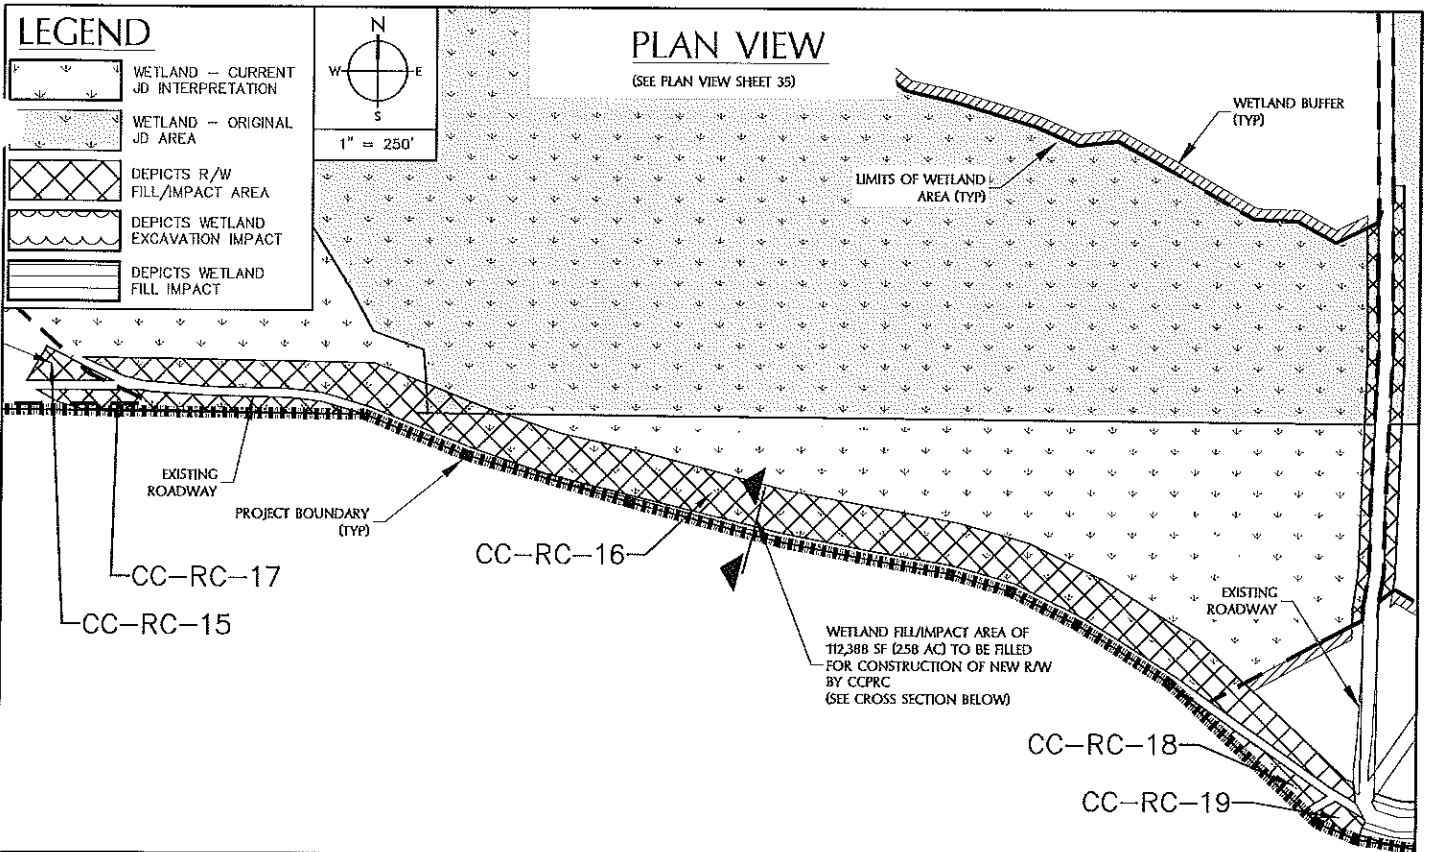 LEGEND
WETLAND – CURRENT
JD INTERPRETATION
WETLAND – ORIGINAL
JD AREA
DEPICTS R/W
FILL/IMPACT AREA
DEPICTS WETLAND
EXCAVATION IMPACT
DEPICTS WETLAND
FILL IMPACT
N
W
E
S
1" = 250'
PLAN VIEW
(SEE PLAN VIEW SHEET 35)
WETLAND BUFFER
(TYP)
LIMITS OF WETLAND
AREA (TYP)
EXISTING
ROADWAY
PROJECT BOUNDARY
(TYP)
CC-RC-16
CC-RC-17
CC-RC-15
EXISTING
ROADWAY
WETLAND FILL/IMPACT AREA OF
112,388 SF (2.58 AC) TO BE FILLED
FOR CONSTRUCTION OF NEW R/W
BY CCPRC
(SEE CROSS SECTION BELOW)
CC-RC-18
CC-RC-19